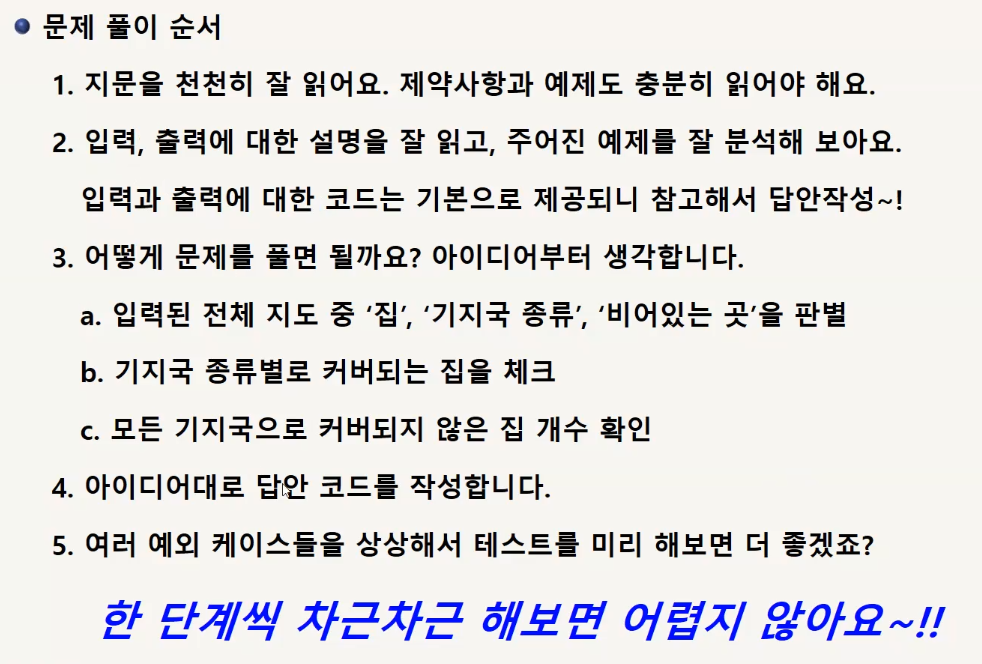 문제 풀이 순서
1. 지문을 천천히 잘 읽어요. 제약사항과 예제도 충분히 읽어야 해요.
2. 입력, 출력에 대한 설명을 잘 읽고, 주어진 예제를 잘 분석해 보아요.
입력과 출력에 대한 코드는 기본으로 제공되니 참고해서 답안작성~!
3. 어떻게 문제를 풀면 될까요? 아이디어부터 생각합니다.
a. 입력된 전체 지도 중 ‘집’, ‘기지국 종류’, ‘비어있는 곳’을 판별
b. 기지국 종류별로 커버되는 집을 체크
c. 모든 기지국으로 커버되지 않은 집 개수 확인
4. 아이디어대로 답안 코드를 작성합니다.
5. 여러 예외 케이스들을 상상해서 테스트를 미리 해보면 더 좋겠죠?
한 단계씩 차근차근 해보면 어렵지 않아요~!!